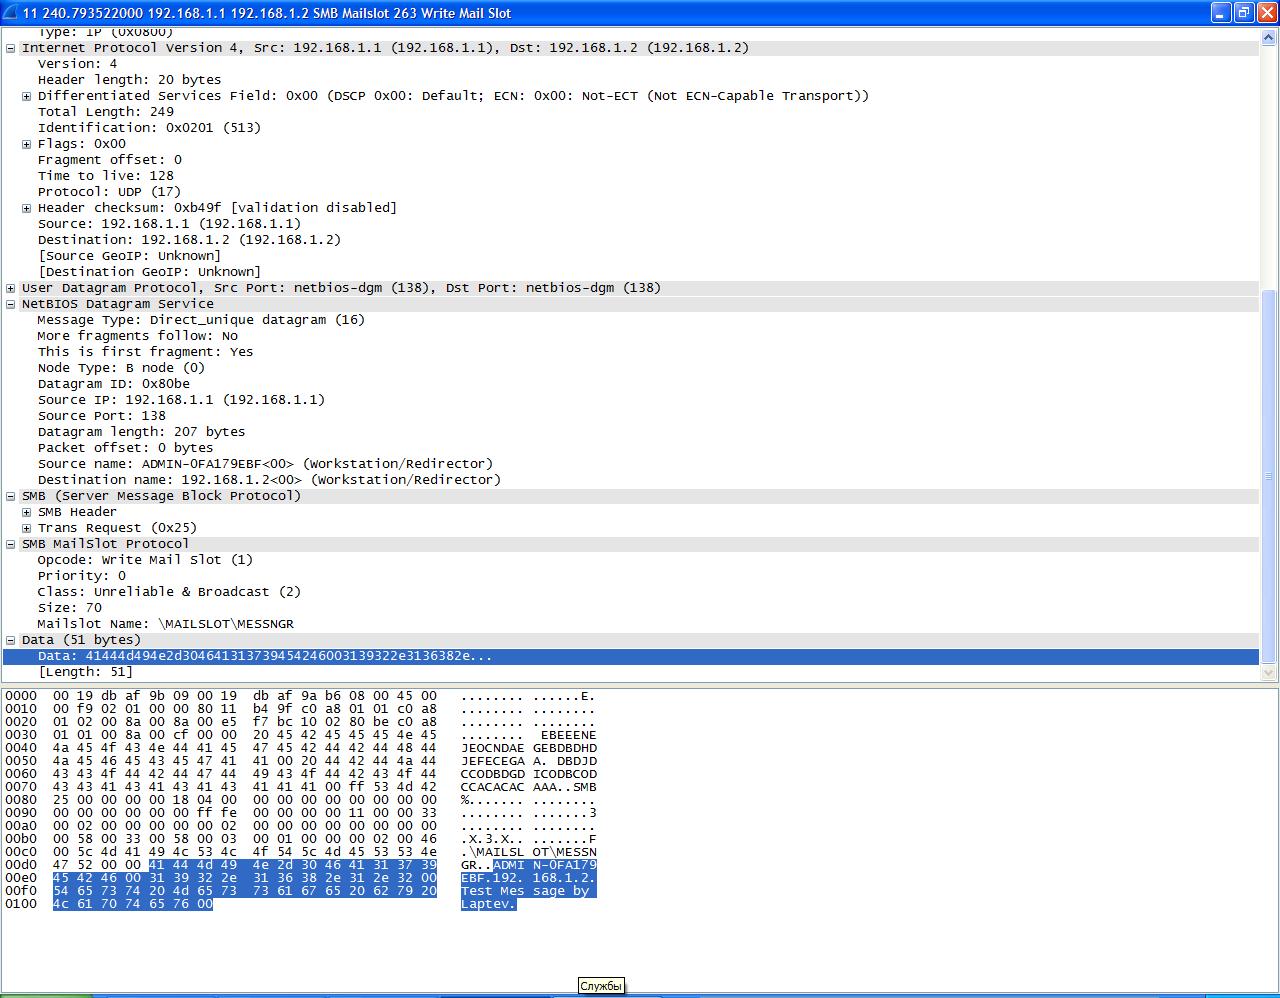 11 240.793522000 192.168.1.1 192.168.1.2 SMB Mailslot 263 Write Mail Slot
Type: IP (0x0800)
Internet Protocol Version 4, Src: 192.168.1.1 (192.168.1.1), Dst: 192.168.1.2 (192.168.1.2)
Version: 4
Header length: 20 bytes
Differentiated Services Field: 0x00 (DSCP 0x00: Default; ECN: 0x00: Not-ECT (Not ECN-Capable Transport))
Total Length: 249
Identification: 0x0201 (513)
Flags: 0x00
Fragment offset: 0
Time to live: 128
Protocol: UDP (17)
Header checksum: 0xb49f [validation disabled]
Source: 192.168.1.1 (192.168.1.1)
Destination: 192.168.1.2 (192.168.1.2)
[Source GeoIP: Unknown]
[Destination GeoIP: Unknown]
User Datagram Protocol, Src Port: netbios-dgm (138), Dst Port: netbios-dgm (138)
NetBIOS Datagram Service
Message Type: Direct_unique datagram (16)
More fragments follow: No
This is first fragment: Yes
Node Type: B node (0)
Datagram ID: 0x80be
Source IP: 192.168.1.1 (192.168.1.1)
Source Port: 138
Datagram length: 207 bytes
Packet offset: 0 bytes
Source name: ADMIN-0FA179EBF<00> (Workstation/Redirector)
Destination name: 192.168.1.2<00> (Workstation/Redirector)
SMB (Server Message Block Protocol)
SMB Header
Trans Request (0x25)
SMB MailSlot Protocol
Opcode: Write Mail Slot (1)
Priority: 0
Class: Unreliable & Broadcast (2)
Size: 70
Mailslot Name: \MAILSLOT\MESSNGR
Data (51 bytes)
Data: 41444d494e2d3046413137394542460031​39322e3136382e...
[Length: 51]
0000 00 19 db af 9b 09 00 19 db af 9a b6 08 00 45 00 ........ ......E.
0010 00 f9 02 01 00 00 80 11 b4 9f c0 a8 01 01 c0 a8 ........ ........
0020 01 02 00 8a 00 8a 00 e5 f7 bc 10 02 80 be c0 a8 ........ ........
0030 01 01 00 8a 00 cf 00 00 20 45 42 45 45 45 4e 45 ........  EBEEENE
0040 4a 45 4f 43 4e 44 41 45 47 45 42 44 42 44 48 44 JEOCNDAE GEBDBDHD
0050 4a 45 46 45 43 45 47 41 41 00 20 44 42 44 4a 44 JEFECEGA A. DBDJD
0060 43 43 4f 44 42 44 47 44 49 43 4f 44 42 43 4f 44 CCODBDGD ICODBCOD
0070 43 43 41 43 41 43 41 43 41 41 41 00 ff 53 4d 42 CCACACAC AAA..SMB
0080 25 00 00 00 00 18 04 00 00 00 00 00 00 00 00 00 %....... ........
0090 00 00 00 00 00 00 ff fe 00 00 00 00 11 00 00 33 ........ .......3
00a0 00 02 00 00 00 00 00 02 00 00 00 00 00 00 00 00 ........ ........
00b0 00 58 00 33 00 58 00 03 00 01 00 00 00 02 00 46 .X.3.X.. .......F
00c0 00 5c 4d 41 49 4c 53 4c 4f 54 5c 4d 45 53 53 4e .\MAILSL OT\MESSN
00d0 47 52 00 00 41 44 4d 49 4e 2d 30 46 41 31 37 39 GR..ADMI N-0FA179
00e0 45 42 46 00 31 39 32 2e 31 36 38 2e 31 2e 32 00 EBF.192. 168.1.2.
00f0 54 65 73 74 20 4d 65 73 73 61 67 65 20 62 79 20 Test Mes sage by
0100 4c 61 70 74 65 76 00 Laptev.
Службы